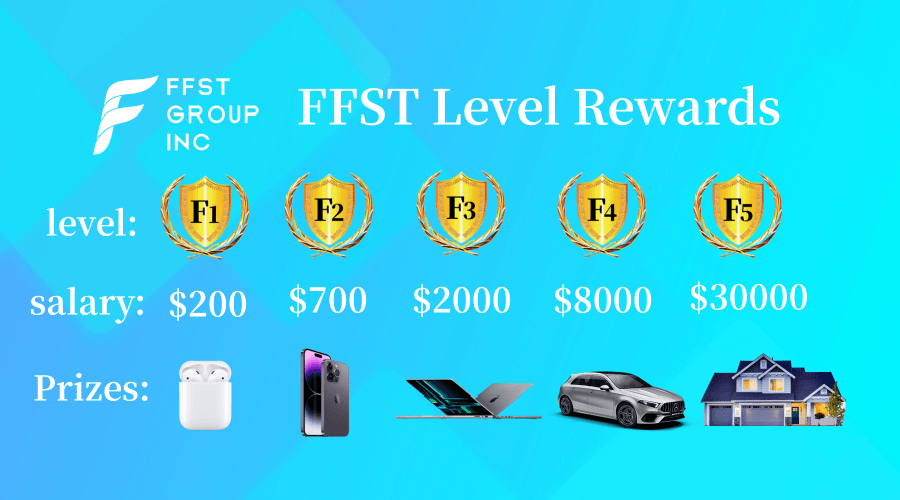 FFST
GROUP
INC
FFST Level Rewards
level: F1 F2 F3 F4 F5
salary: $200 $700 $2000 $8000 $30000
Prizes: